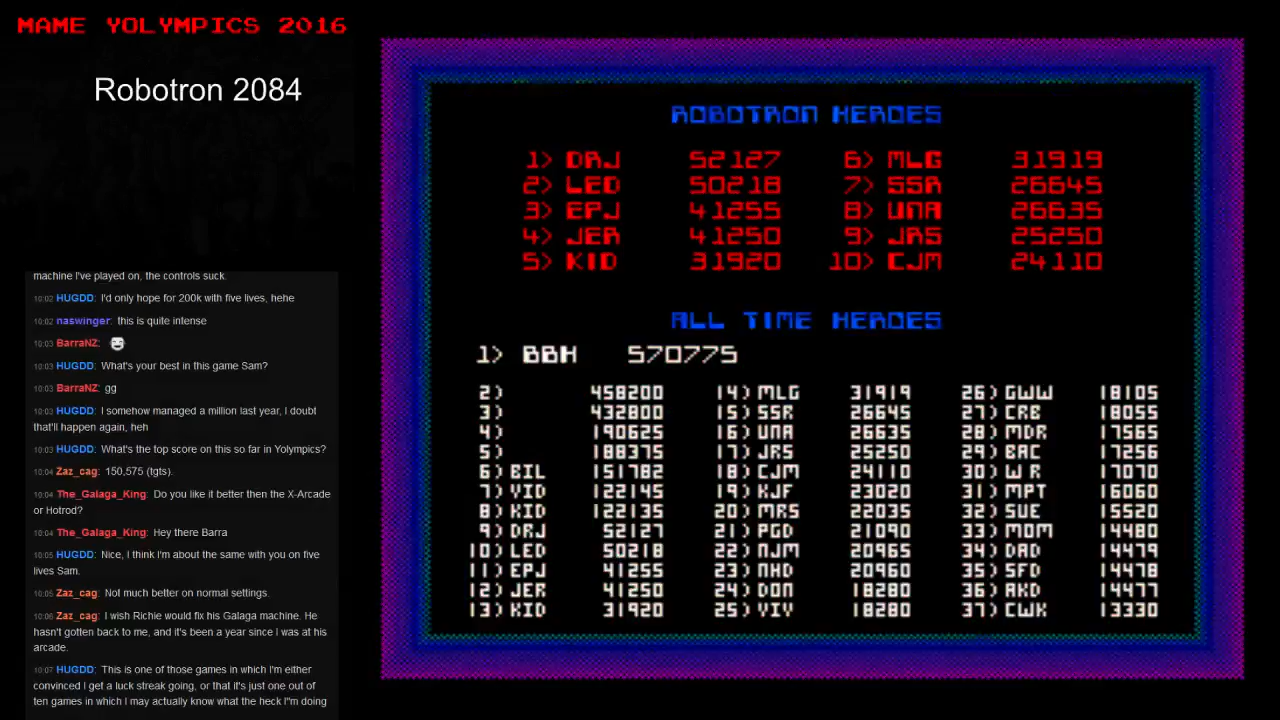 MAME YOLYMPICS 2016
Robotron 2084
machine I've played on, the controls suck.
10:02 HUGDD: I'd only hope for 200k with five lives, hehe
10:02 naswinger: this is quite intense
10:03 BarraNZ:
10:03 HUGDD: What's your best in this game Sam?
10:03 BarraNZ: gg
10:03 HUGDD: I somehow managed a million last year, I doubt
that'll happen again, heh
10:03 HUGDD: What's the top score on this so far in Yolympics?
10:04 Zaz_cag: 150,575 (tgts).
10:04 The_Galaga_King: Do you like it better then the X-Arcade
or Hotrod?
10:04 The_Galaga_King: Hey there Barra
10:05 HUGDD: Nice, I think I'm about the same with you on five
lives Sam.
10:05 Zaz_cag: Not much better on normal settings.
10:06 Zaz_cag: I wish Richie would fix his Galaga machine. He
hasn't gotten back to me, and it's been a year since I was at his
arcade.
10:07 HUGDD: This is one of those games in which I'm either
convinced I get a luck streak going, or that it's just one out of
ten games in which I may actually know what the heck I"m doing
ROBOTRON HEROES
1) DRJ 52127 6) MLG 31919
2) LED 50218 7) SSR 26645
3) EPJ 41255 8) UNA 26635
4) JER 41250 9) JRS 25250
5) KID 31920 10) CJM 24110
ALL TIME HEROES
1) BBH 570775
2) 458200 14) MLG 31919 26) GWW 18105
3) 432800 15) SSR 26645 27) CRB 18055
4) 190625 16) UNA 26635 28) MDR 17565
5) 188375 17) JRS 25250 29) BAC 17256
6) BIL 151782 18) CJM 24110 30) W R 17070
7) VID 122145 19) KJF 23020 31) MPT 16060
8) KID 122135 20) MRS 22035 32) SUE 15520
9) DRJ 52127 21) PGD 21090 33) MOM 14480
10) LED 50218 22) NJM 20965 34) DAD 14479
11) EPJ 41255 23) NHD 20960 35) SFD 14478
12) JER 41250 24) DON 18280 36) AKD 14477
13) KID 31920 25) VIV 18280 37) CWK 13330